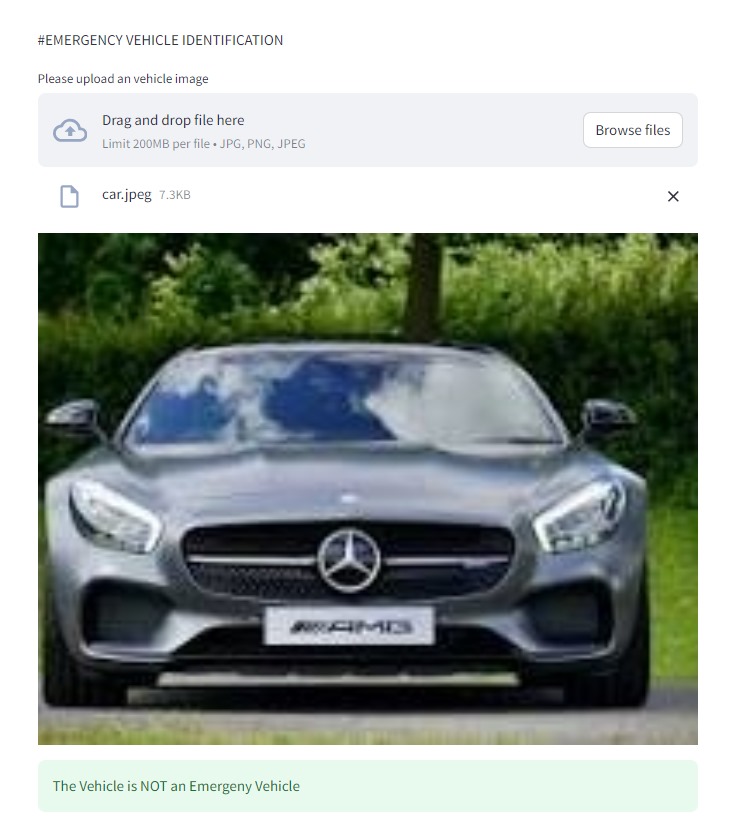 #EMERGENCY VEHICLE IDENTIFICATION
Please upload an vehicle image
Drag and drop file here
Limit 200MB per file • JPG, PNG, JPEG
Browse files
car.jpeg 7.3KB
AMG
The Vehicle is NOT an Emergeny Vehicle